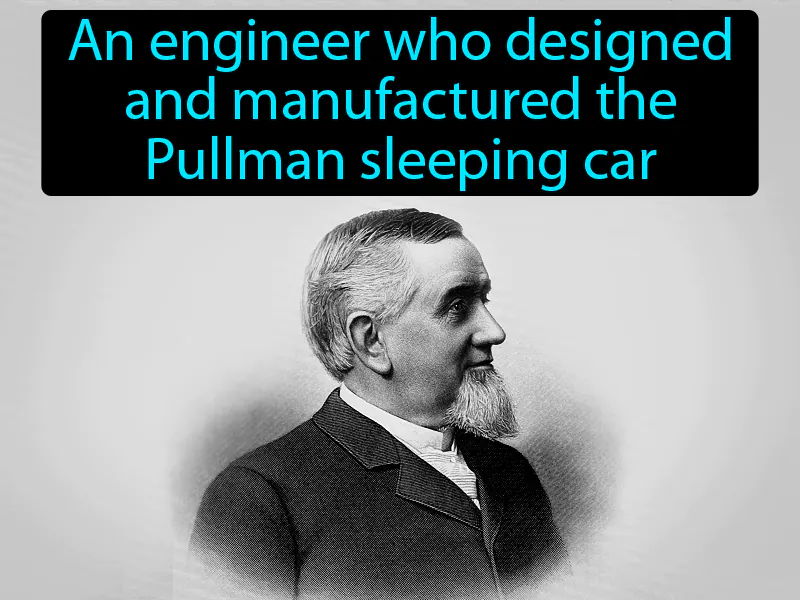 An engineer who designed
and manufactured the
Pullman sleeping car